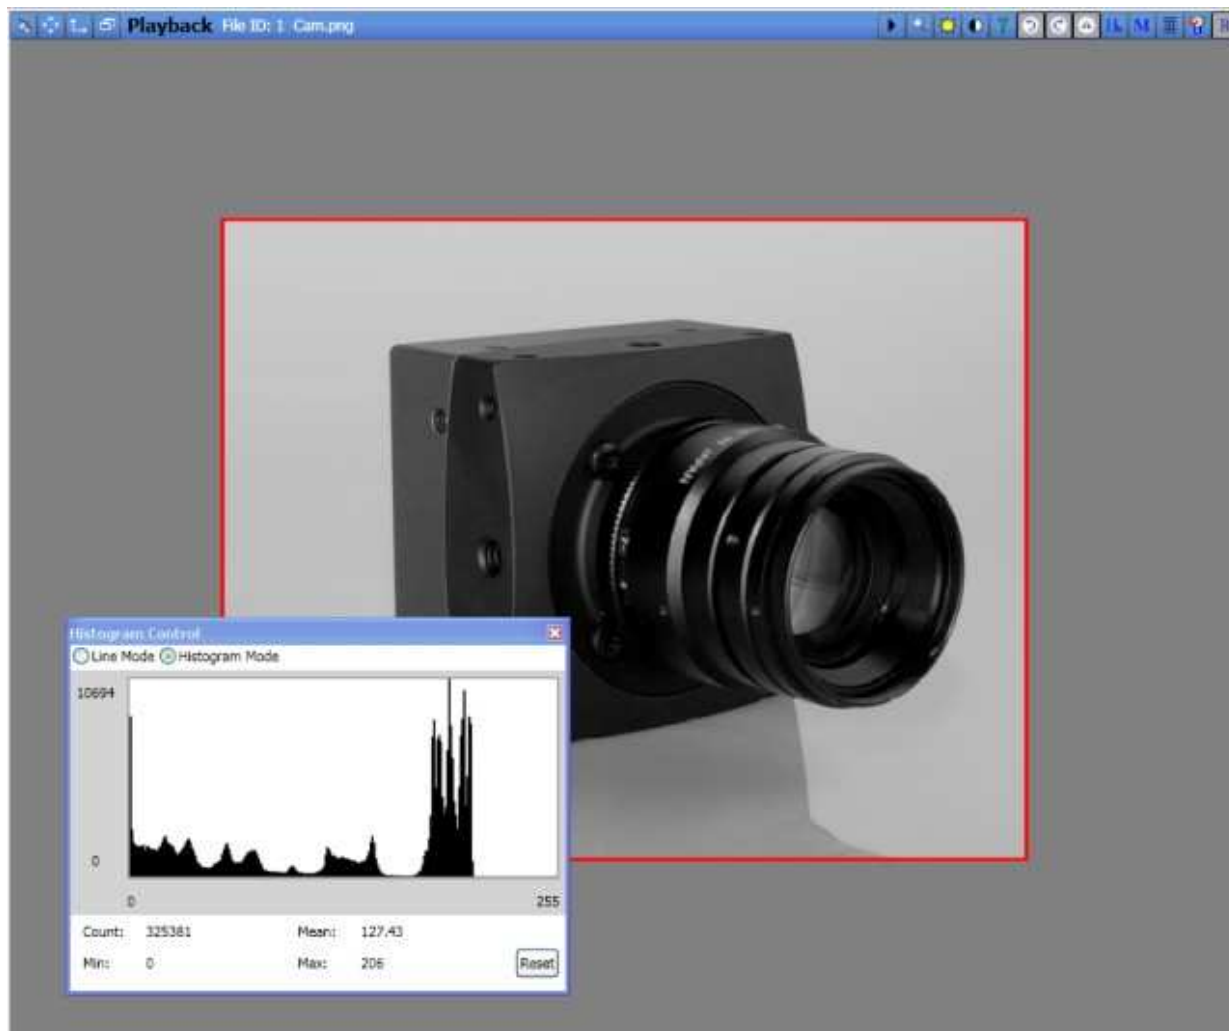 Playback File ID: 1 Cam.png
Histogram Control
Line Mode Histogram Mode
10694
0
0 255
Count: 325381 Mean: 127.43
Min: 0 Max: 206 Reset